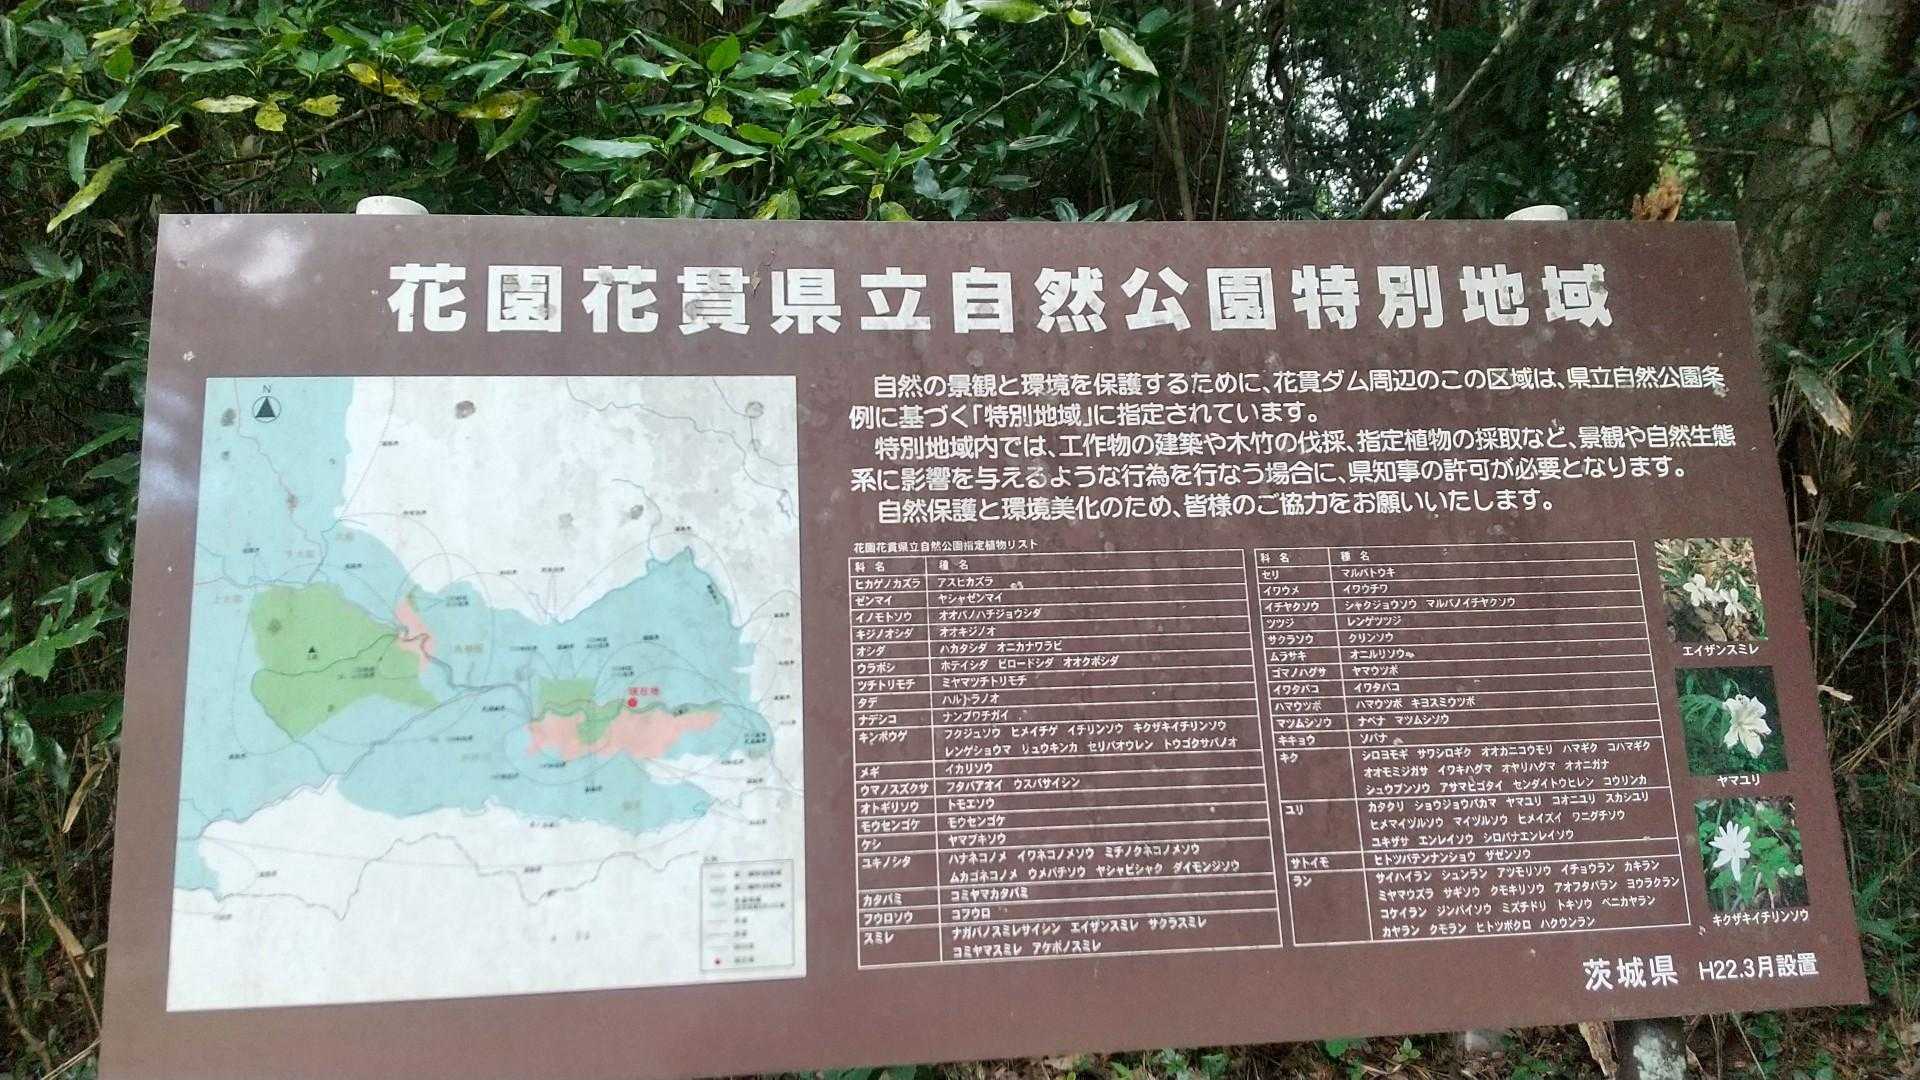 花園花貫県立自然公園特別地域
自然の景観と環境を保護するために、花貫ダム周辺のこの区域は、県立自然公園条
例に基づく「特別地域」に指定されています。
特別地域内では、工作物の建築や木竹の伐採、指定植物の採取など、景観や自然生態
系に影響を与えるような行為を行なう場合に、県知事の許可が必要となります。
自然保護と環境美化のため、皆様のご協力をお願いいたします。
N
現在地
花園花貫県立自然公園指定植物リスト
科名 種名
ヒカゲノカズラ アスヒカズラ
ゼンマイ ヤシャゼンマイ
イノモトソウ オオバノハチジョウシダ
キジノオシダ オオキジノオ
オシダ ハカタシダ オニカナワラビ
ウラボシ ホテイシダ ビロードシダ オオクボシダ
ツチトリモチ ミヤマツチトリモチ
タデ ハルトラノオ
ナデシコ ナンブワチガイ
キンポウゲ フクジュソウ ヒメイチゲ イチリンソウ キクザキイチリンソウ
レンゲショウマ リュウキンカ セリバオウレン トウゴクサバノオ
メギ イカリソウ
ウマノスズクサ フタバアオイ ウスバサイシン
オトギリソウ トモエソウ
モウセンゴケ モウセンゴケ
ケシ ヤマブキソウ
ユキノシタ ハナネコノメ イワネコノメソウ ミチノクネコノメソウ
ムカゴネコノメ ウメバチソウ ヤシャビシャク ダイモンジソウ
カタバミ コミヤマカタバミ
フウロソウ コフウロ
スミレ ナガバノスミレサイシン エイザンスミレ サクラスミレ
コミヤマスミレ アケボノスミレ
科名 種名
セリ マルバトウキ
イワウメ イワウチワ
イチヤクソウ シャクジョウソウ マルバノイチヤクソウ
ツツジ レンゲツツジ
サクラソウ クリンソウ
ムラサキ オニルリソウ
ゴマノハグサ ヤマウツボ
イワタバコ イワタバコ
ハマウツボ ハマウツボ キヨスミウツボ
マツムシソウ ナベナ マツムシソウ
キキョウ ソバナ
キク シロヨモギ サワシロギク オオカニコウモリ ハマギク コハマギク
オオモミジガサ イワキハグマ オヤリハグマ オオニガナ
シュウブンソウ アサマヒゴタイ センダイトウヒレン コウリンカ
ユリ カタクリ ショウジョウバカマ ヤマユリ コオニユリ スカシユリ
ヒメマイヅルソウ マイヅルソウ ヒメイズイ ワニグチソウ
ユキザサ エンレイソウ シロバナエンレイソウ
サトイモ ヒトツバテンナンショウ ザゼンソウ
ラン サイハイラン シュンラン アツモリソウ イチョウラン カキラン
ミヤマウズラ サギソウ クモキリソウ アオフタバラン ヨウラクラン
コケイラン ジンバイソウ ミズチドリ トキソウ ベニカヤラン
カヤラン クモラン ヒトツボクロ ハクウンラン
エイザンスミレ
ヤマユリ
キクザキイチリンソウ
茨城県 H22.3月設置